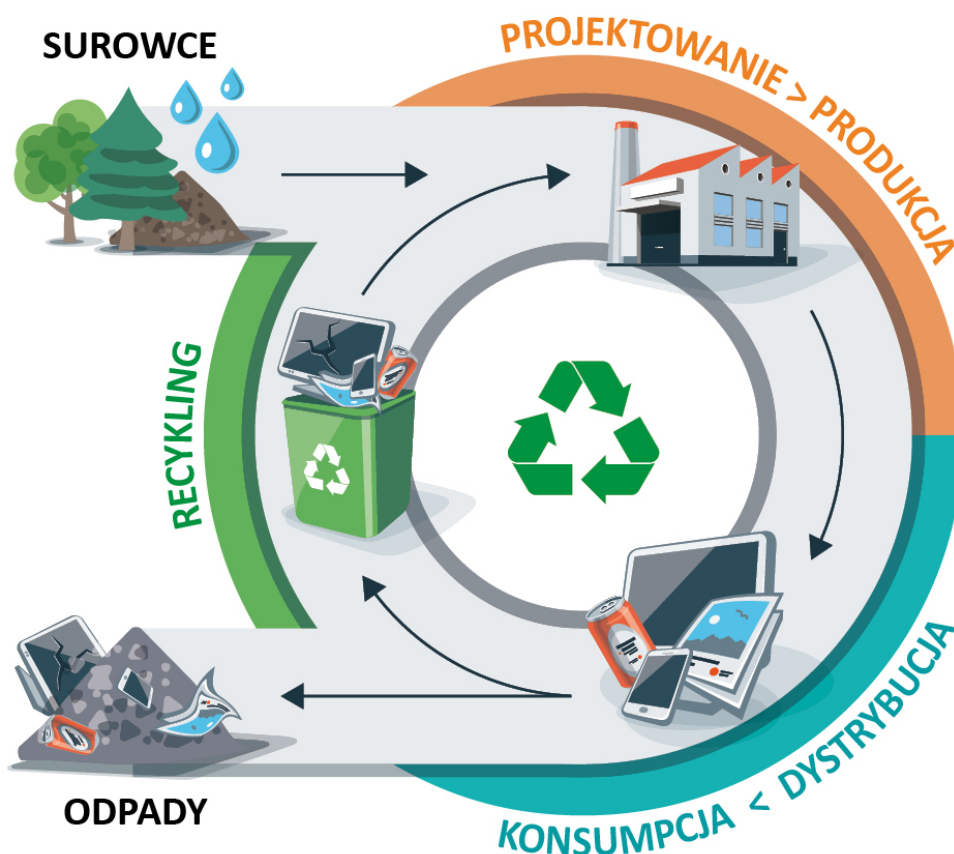 SUROWCE
PROJEKTOWANIE > PRODUKCJA
RECYKLING
ODPADY
KONSUMPCJA < DYSTRYBUCJA